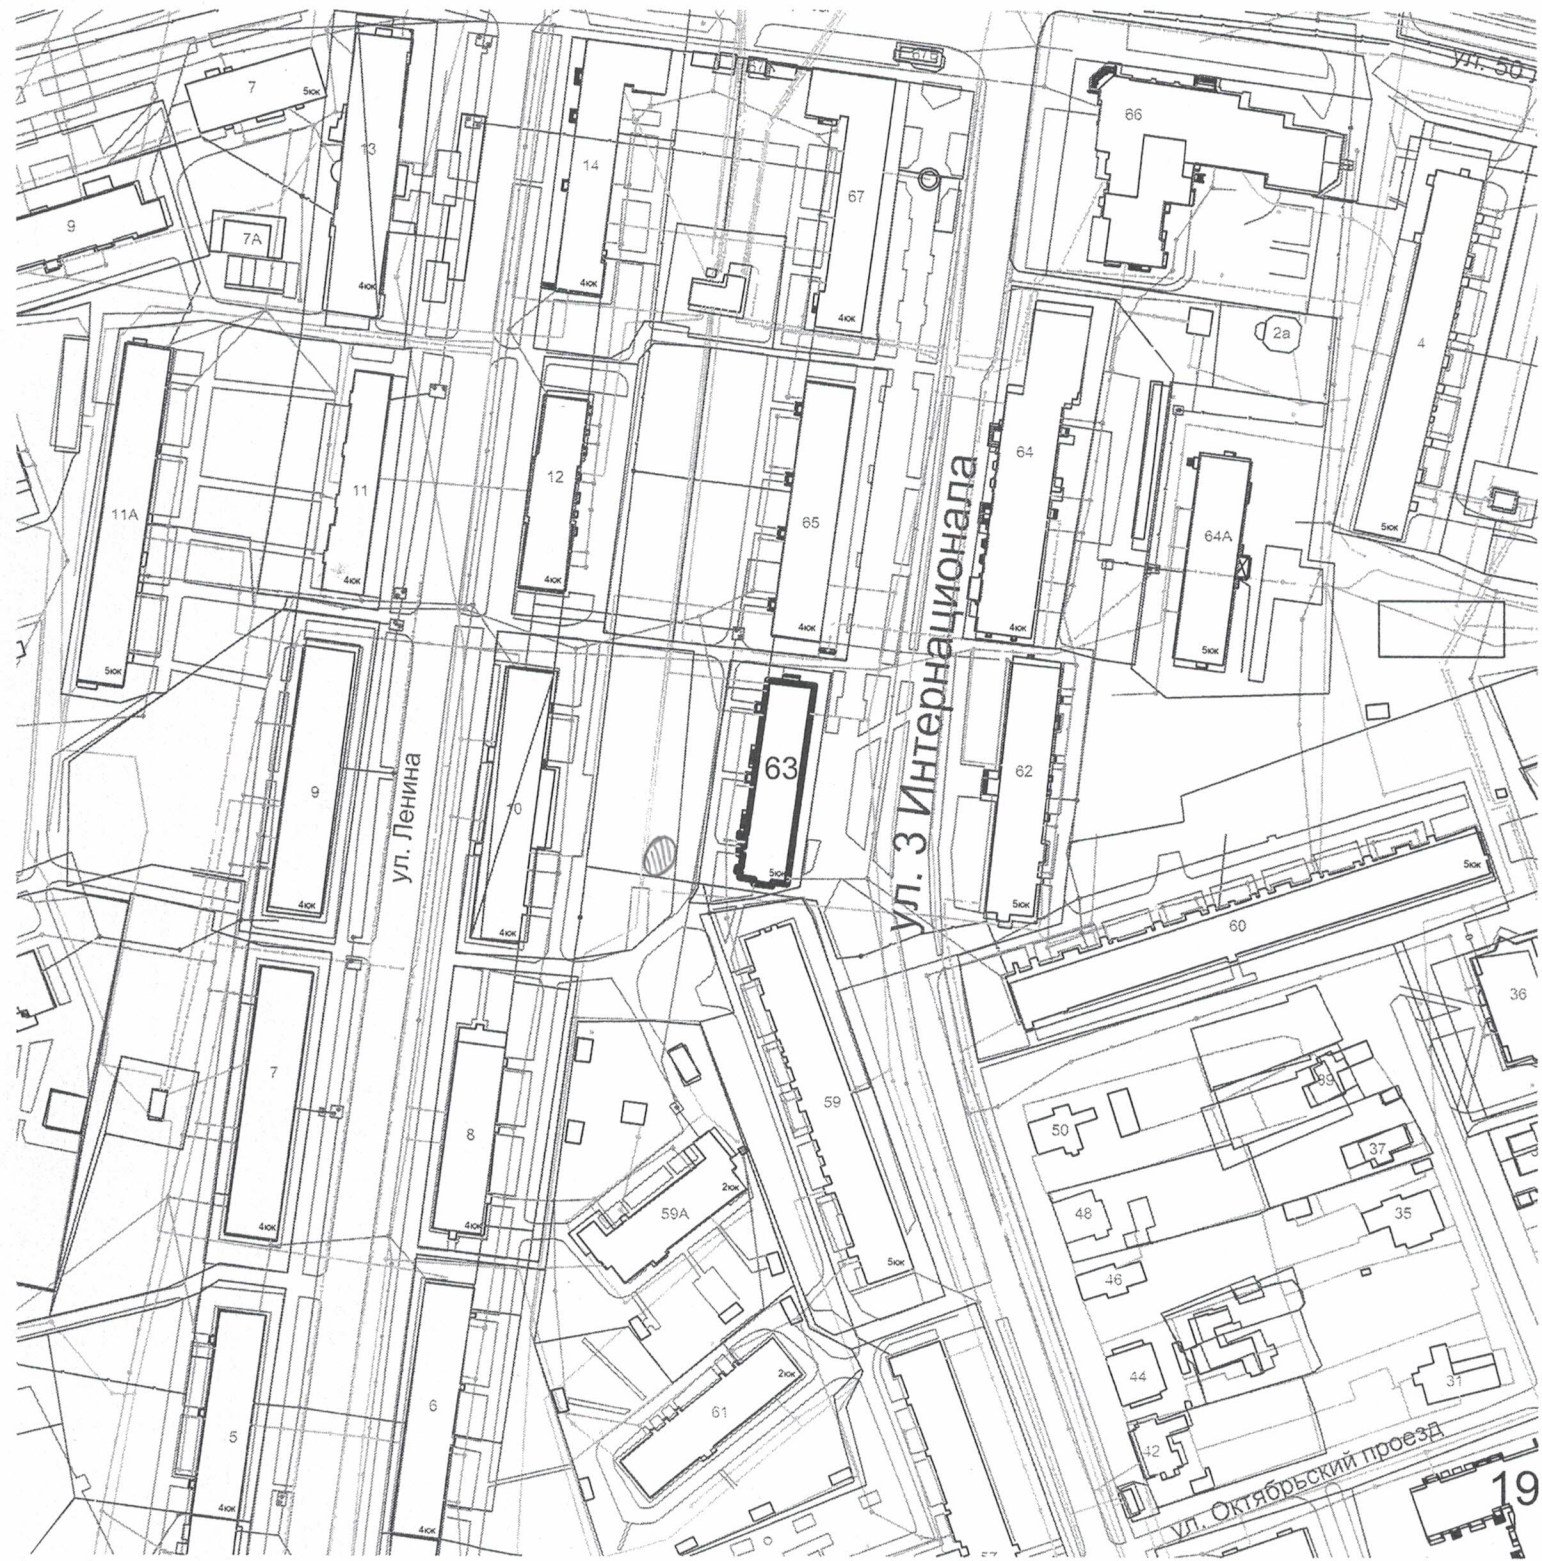 ул. 50
7
5юк
13
14
66
67
9
7А
4юк
4юк
4юк
2а
4
11А
11
12
65
64
64А
5юк
4юк
4юк
4юк
4юк
5юк
5юк
ул. 3 Интернационала
63
62
9
ул. Ленина
10
5юк
5юк
60
5юк
4юк
4юк
36
7
8
59
39
50
37
59А
2юк
48
35
4юк
4юк
5юк
46
6
5
61
2юк
44
31
42
ул. Октябрьский проезд
19
4юк
4юк
57